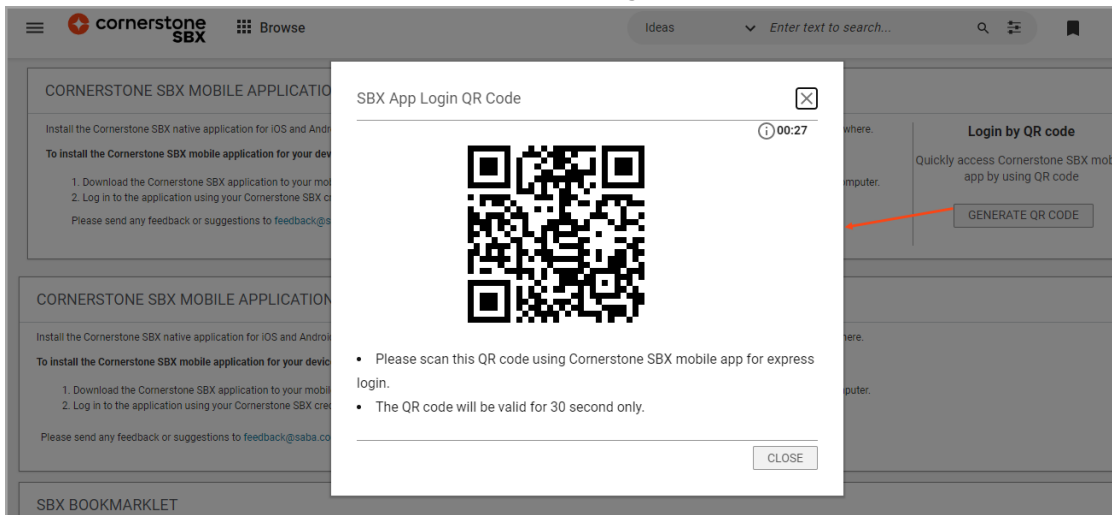 cornerstone
SBX
Browse
Ideas
Enter text to search...
CORNERSTONE SBX MOBILE APPLICATIO
Install the Cornerstone SBX native application for iOS and Andr
where.
To install the Cornerstone SBX mobile application for your dev
1. Download the Cornerstone SBX application to your mo
omputer.
2. Log in to the application using your Cornerstone SBX c
Please send any feedback or suggestions to feedback@s
Login by QR code
Quickly access Cornerstone SBX mob
app by using QR code
GENERATE QR CODE
SBX App Login QR Code
00:27
• Please scan this QR code using Cornerstone SBX mobile app for express
login.
• The QR code will be valid for 30 second only.
CLOSE
CORNERSTONE SBX MOBILE APPLICATION
Install the Cornerstone SBX native application for iOS and Androi
here.
To install the Cornerstone SBX mobile application for your devic
1. Download the Cornerstone SBX application to your mobil
puter.
2. Log in to the application using your Cornerstone SBX cre
Please send any feedback or suggestions to feedback@saba.co
SBX BOOKMARKLET